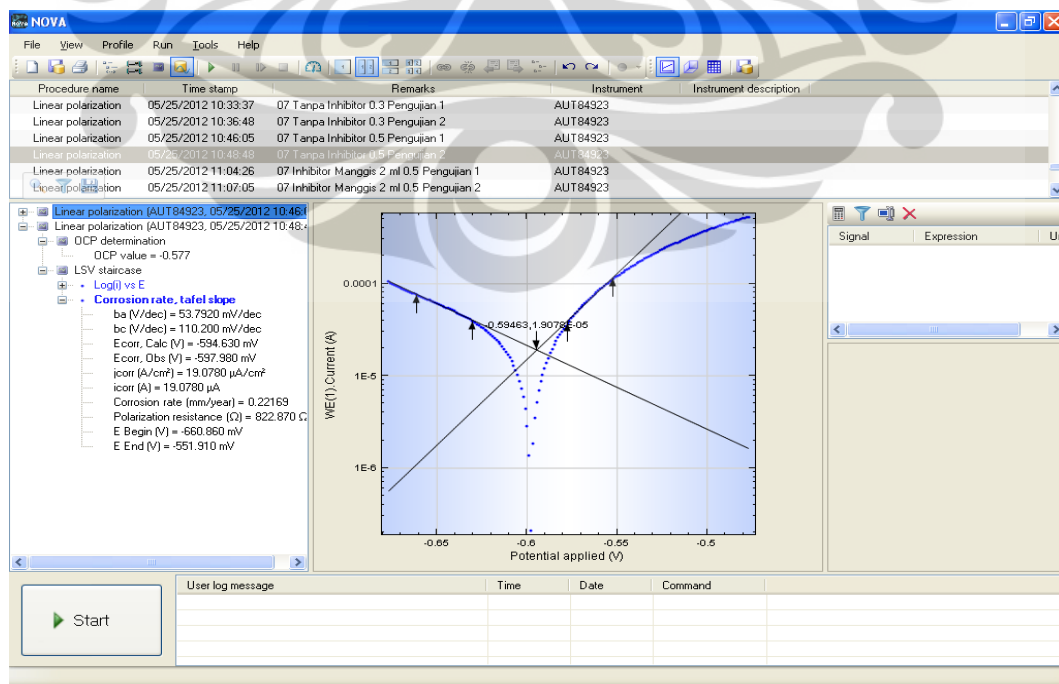 NOVA
File View Profile Run Tools Help
Procedure name Time stamp Remarks Instrument Instrument description
Linear polarization 05/25/2012 10:33:37 07 Tanpa Inhibitor 0.3 Pengujian 1 AUT84923
Linear polarization 05/25/2012 10:36:48 07 Tanpa Inhibitor 0.3 Pengujian 2 AUT84923
Linear polarization 05/25/2012 10:46:05 07 Tanpa Inhibitor 0.5 Pengujian 1 AUT84923
Linear polarization 05/25/2012 10:48:48 07 Tanpa Inhibitor 0.5 Pengujian 2 AUT84923
Linear polarization 05/25/2012 11:04:26 07 Inhibitor Manggis 2 ml 0.5 Pengujian 1 AUT84923
Linear polarization 05/25/2012 11:07:05 07 Inhibitor Manggis 2 ml 0.5 Pengujian 2 AUT84923
Linear polarization (AUT84923, 05/25/2012 10:46:
Linear polarization (AUT84923, 05/25/2012 10:48:
OCP determination
OCP value = -0.577
LSV staircase
Log(i) vs E
Corrosion rate, tafel slope
ba (V/dec) = 53.7920 mV/dec
bc (V/dec) = 110.200 mV/dec
Ecorr, Calc (V) = -594.630 mV
Ecorr, Obs (V) = -597.980 mV
jcorr (A/cm²) = 19.0780 µA/cm²
icorr (A) = 19.0780 µA
Corrosion rate (mm/year) = 0.22169
Polarization resistance (Ω) = 822.870 Ω
E Begin (V) = -660.860 mV
E End (V) = -551.910 mV
WE(1).Current (A)
0.0001
1E-5
1E-6
-0.59463,1.9078E-05
-0.65 -0.6 -0.55 -0.5
Potential applied (V)
Signal Expression U
Start
User log message Time Date Command